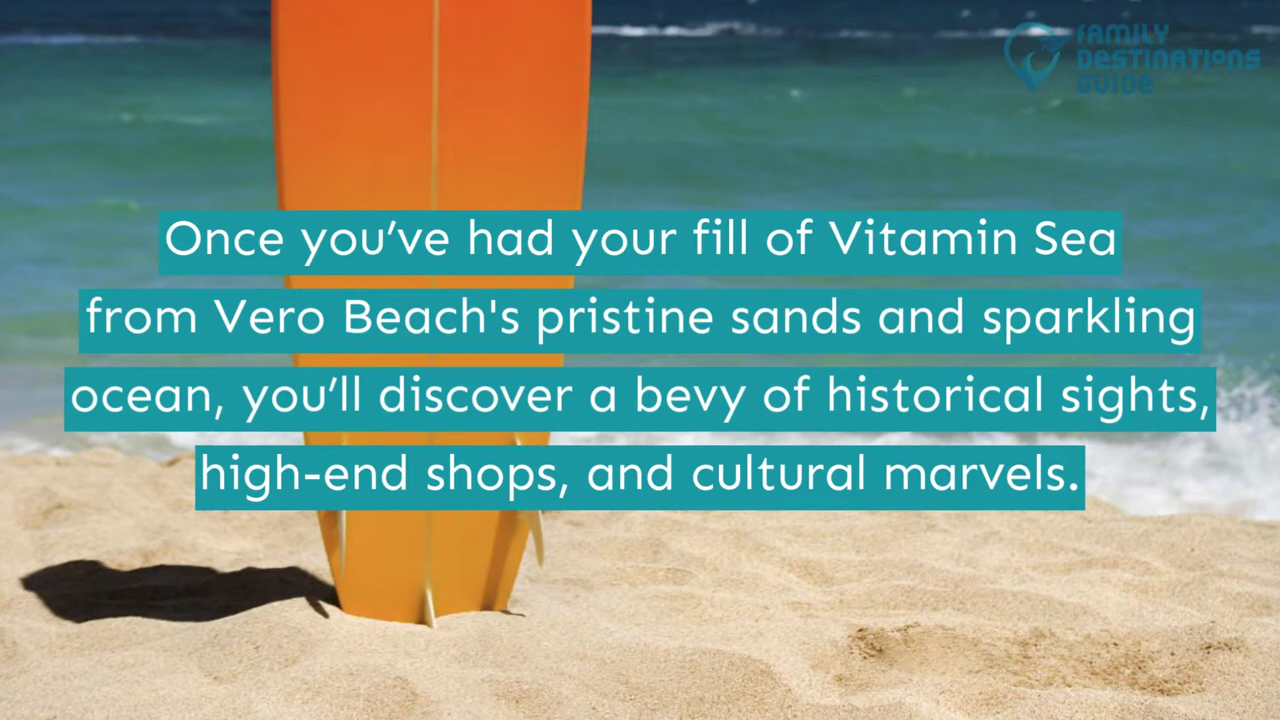 FAMILY
DESTINATIONS
GUIDE
Once you’ve had your fill of Vitamin Sea
from Vero Beach's pristine sands and sparkling
ocean, you’ll discover a bevy of historical sights,
high-end shops, and cultural marvels.